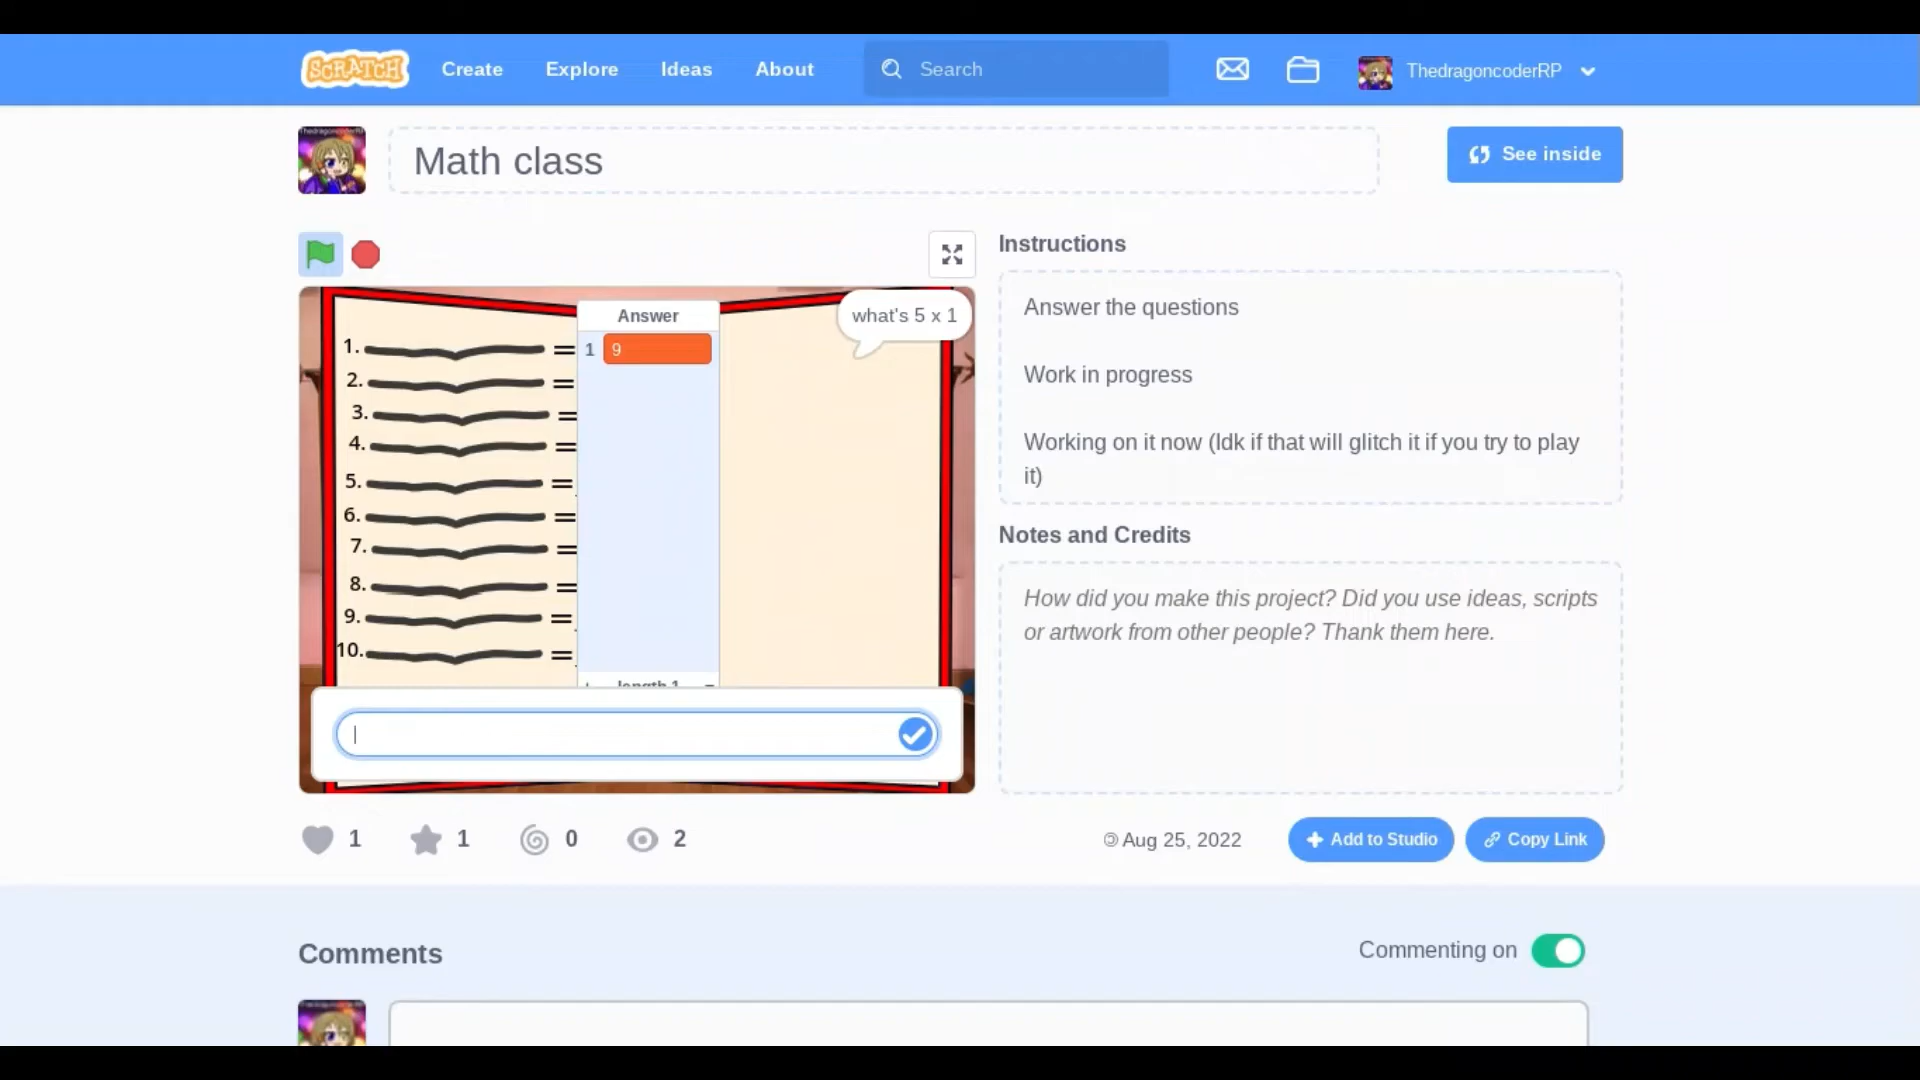 SCRATCH Create Explore Ideas About Search ThedragoncoderRP
Math class
See inside
Instructions
Answer the questions
Work in progress
Working on it now (Idk if that will glitch it if you try to play
it)
Notes and Credits
How did you make this project? Did you use ideas, scripts
or artwork from other people? Thank them here.
Answer
what's 5 x 1
1 9
1. =
2. =
3. =
4. =
5. =
6. =
7. =
8. =
9. =
10. =
length 1
1 1 0 2
Aug 25, 2022
Add to Studio
Copy Link
Comments
Commenting on